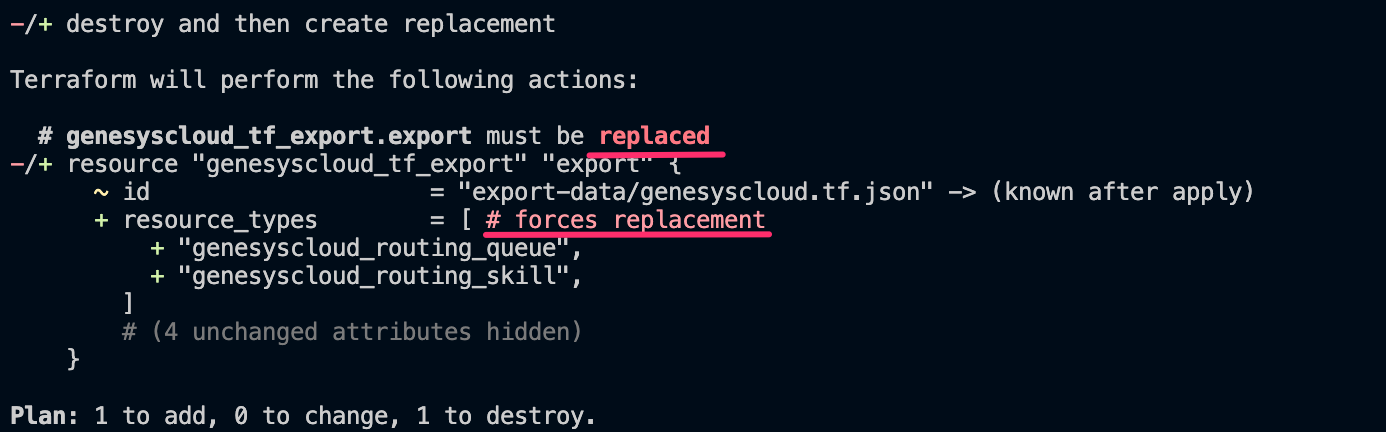 -/+ destroy and then create replacement
Terraform will perform the following actions:
# genesyscloud_tf_export.export must be replaced
-/+ resource "genesyscloud_tf_export" "export" {
~ id = "export-data/genesyscloud.tf.json" -> (known after apply)
+ resource_types = [ # forces replacement
+ "genesyscloud_routing_queue",
+ "genesyscloud_routing_skill",
]
# (4 unchanged attributes hidden)
}
Plan: 1 to add, 0 to change, 1 to destroy.